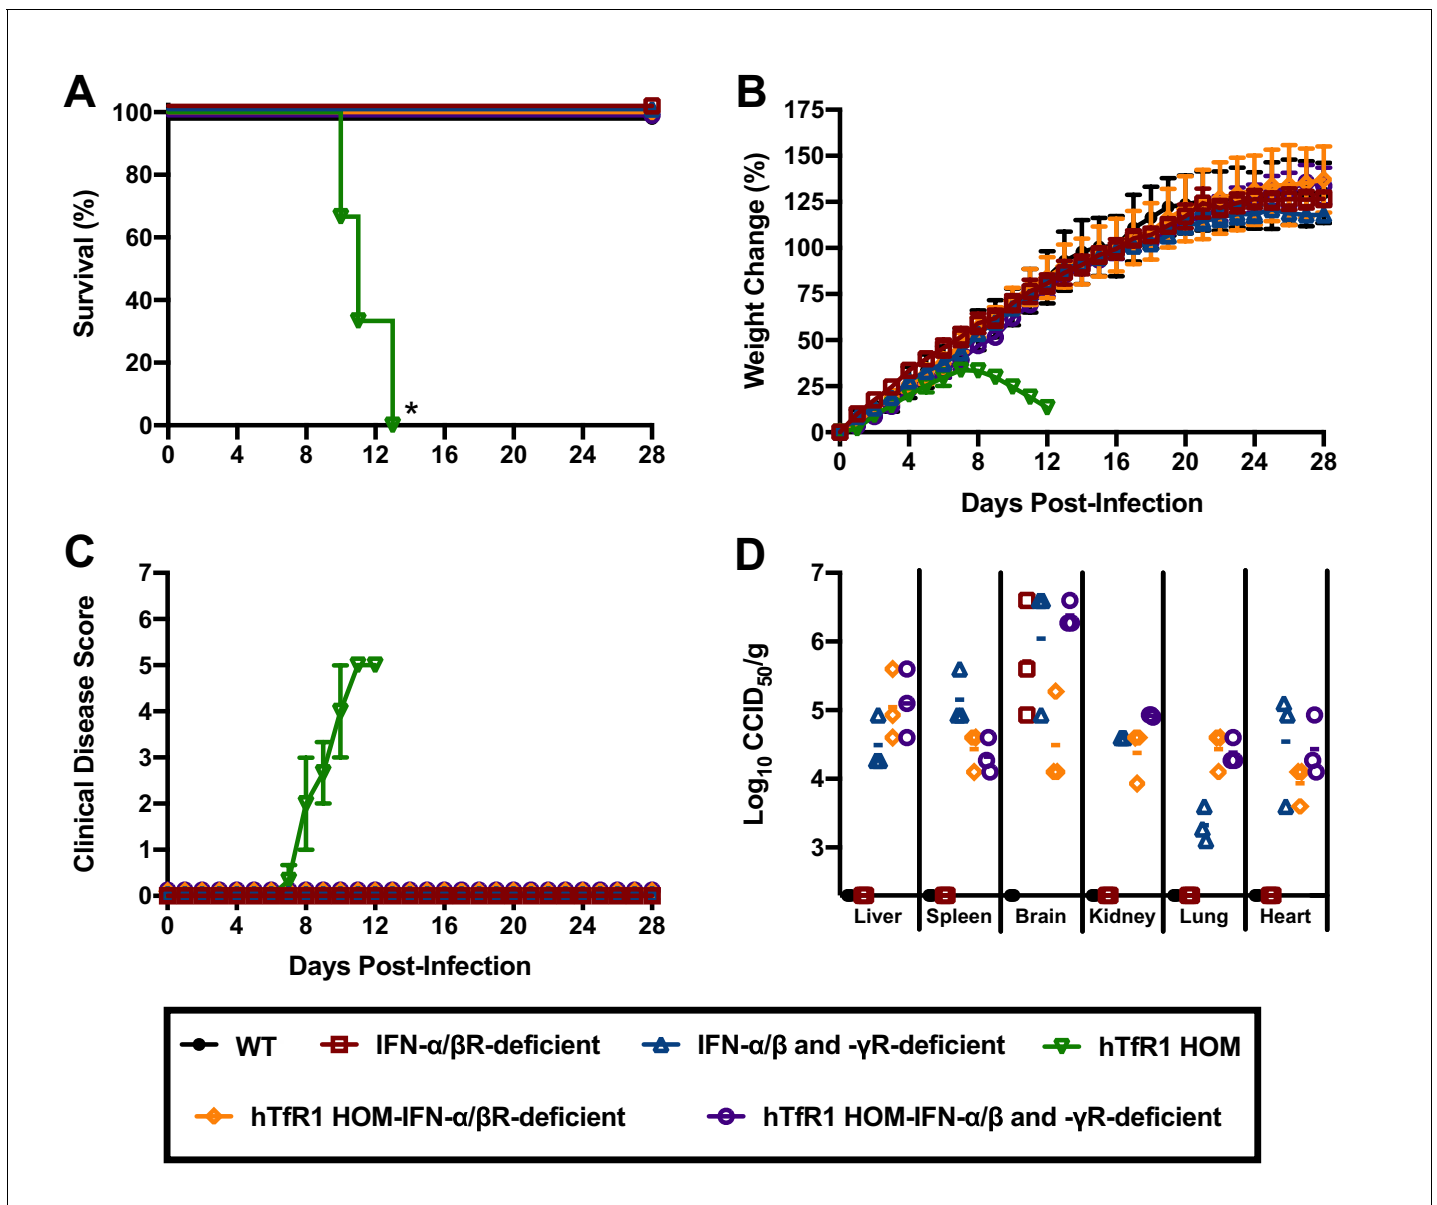 A
Survival (%)
100
80
60
40
20
0
*
0 4 8 12 16 20 24 28
B
Weight Change (%)
175
150
125
100
75
50
25
0
0 4 8 12 16 20 24 28
Days Post-Infection
C
Clinical Disease Score
7
6
5
4
3
2
1
0
0 4 8 12 16 20 24 28
Days Post-Infection
D
Log10 CCID50/g
7
6
5
4
3
Liver Spleen Brain Kidney Lung Heart
WT IFN-α/βR-deficient IFN-α/β and -γR-deficient hTfR1 HOM
hTfR1 HOM-IFN-α/βR-deficient hTfR1 HOM-IFN-α/β and -γR-deficient